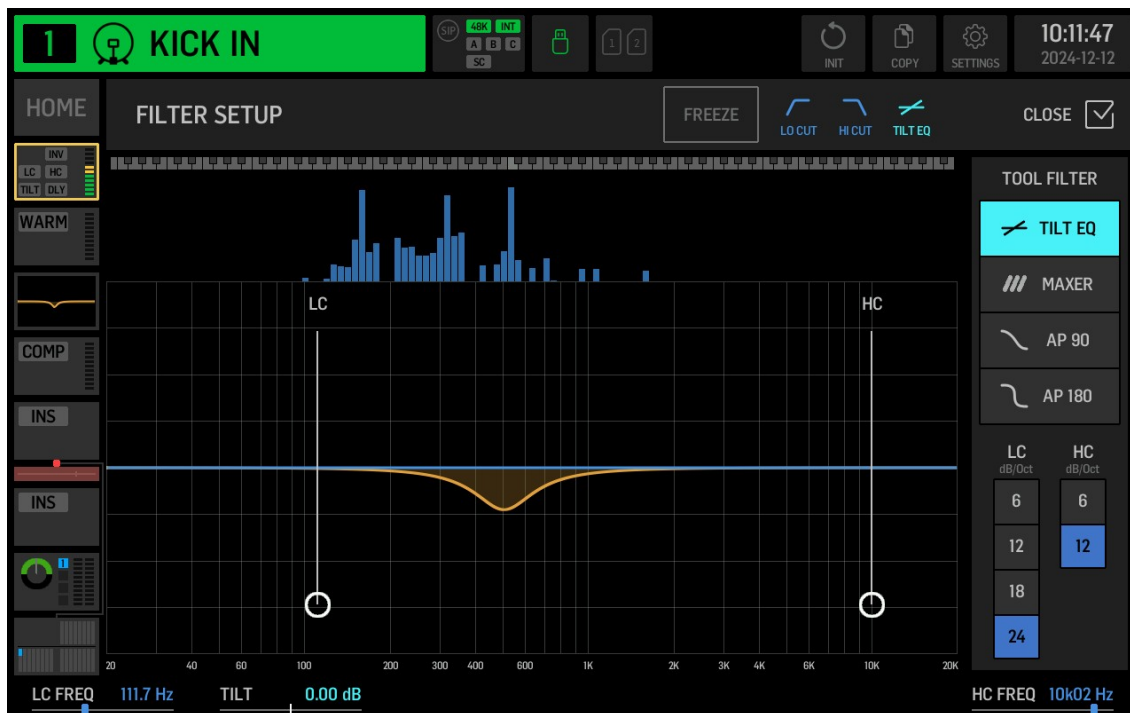 1 KICK IN SIP 48K INT A B C SC 1 2 INIT COPY SETTINGS 10:11:47
2024-12-12
HOME FILTER SETUP FREEZE LO CUT HI CUT TILT EQ CLOSE
INV
LC HC
TILT DLY
TOOL FILTER
WARM
TILT EQ
MAXER
LC HC
COMP
AP 90
AP 180
INS
LC HC
dB/Oct dB/Oct
INS
6 6
12 12
1
18
24
20 40 60 100 200 300 400 600 1K 2K 3K 4K 6K 10K 20K
LC FREQ 111.7 Hz TILT 0.00 dB HC FREQ 10k02 Hz